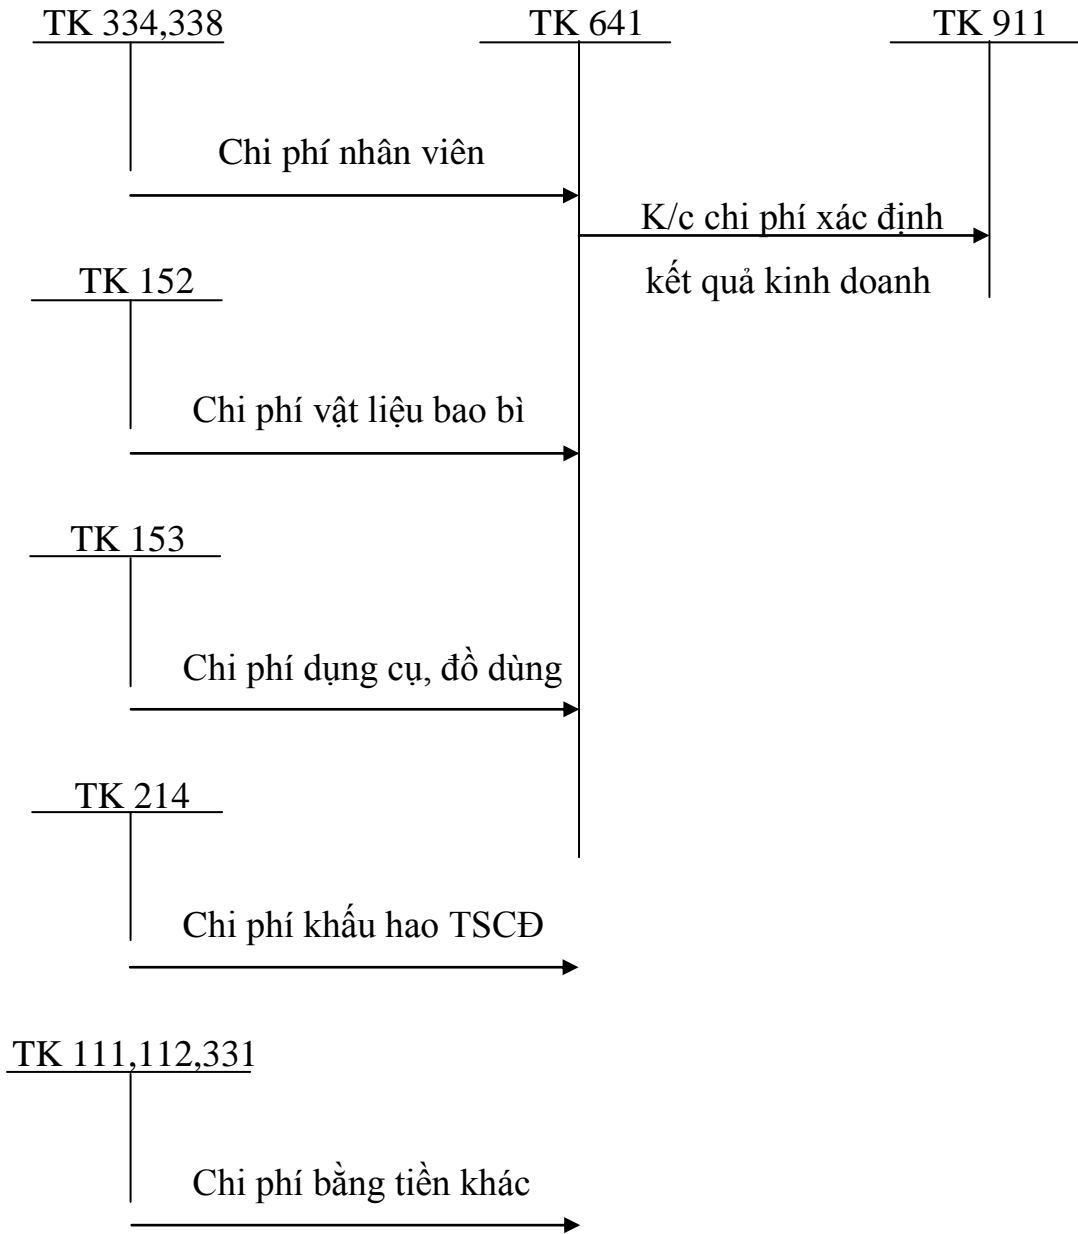 TK 334,338
TK 641
TK 911
Chi phí nhân viên
K/c chi phí xác định
kết quả kinh doanh
TK 152
Chi phí vật liệu bao bì
TK 153
Chi phí dụng cụ, đồ dùng
TK 214
Chi phí khấu hao TSCĐ
TK 111,112,331
Chi phí bằng tiền khác